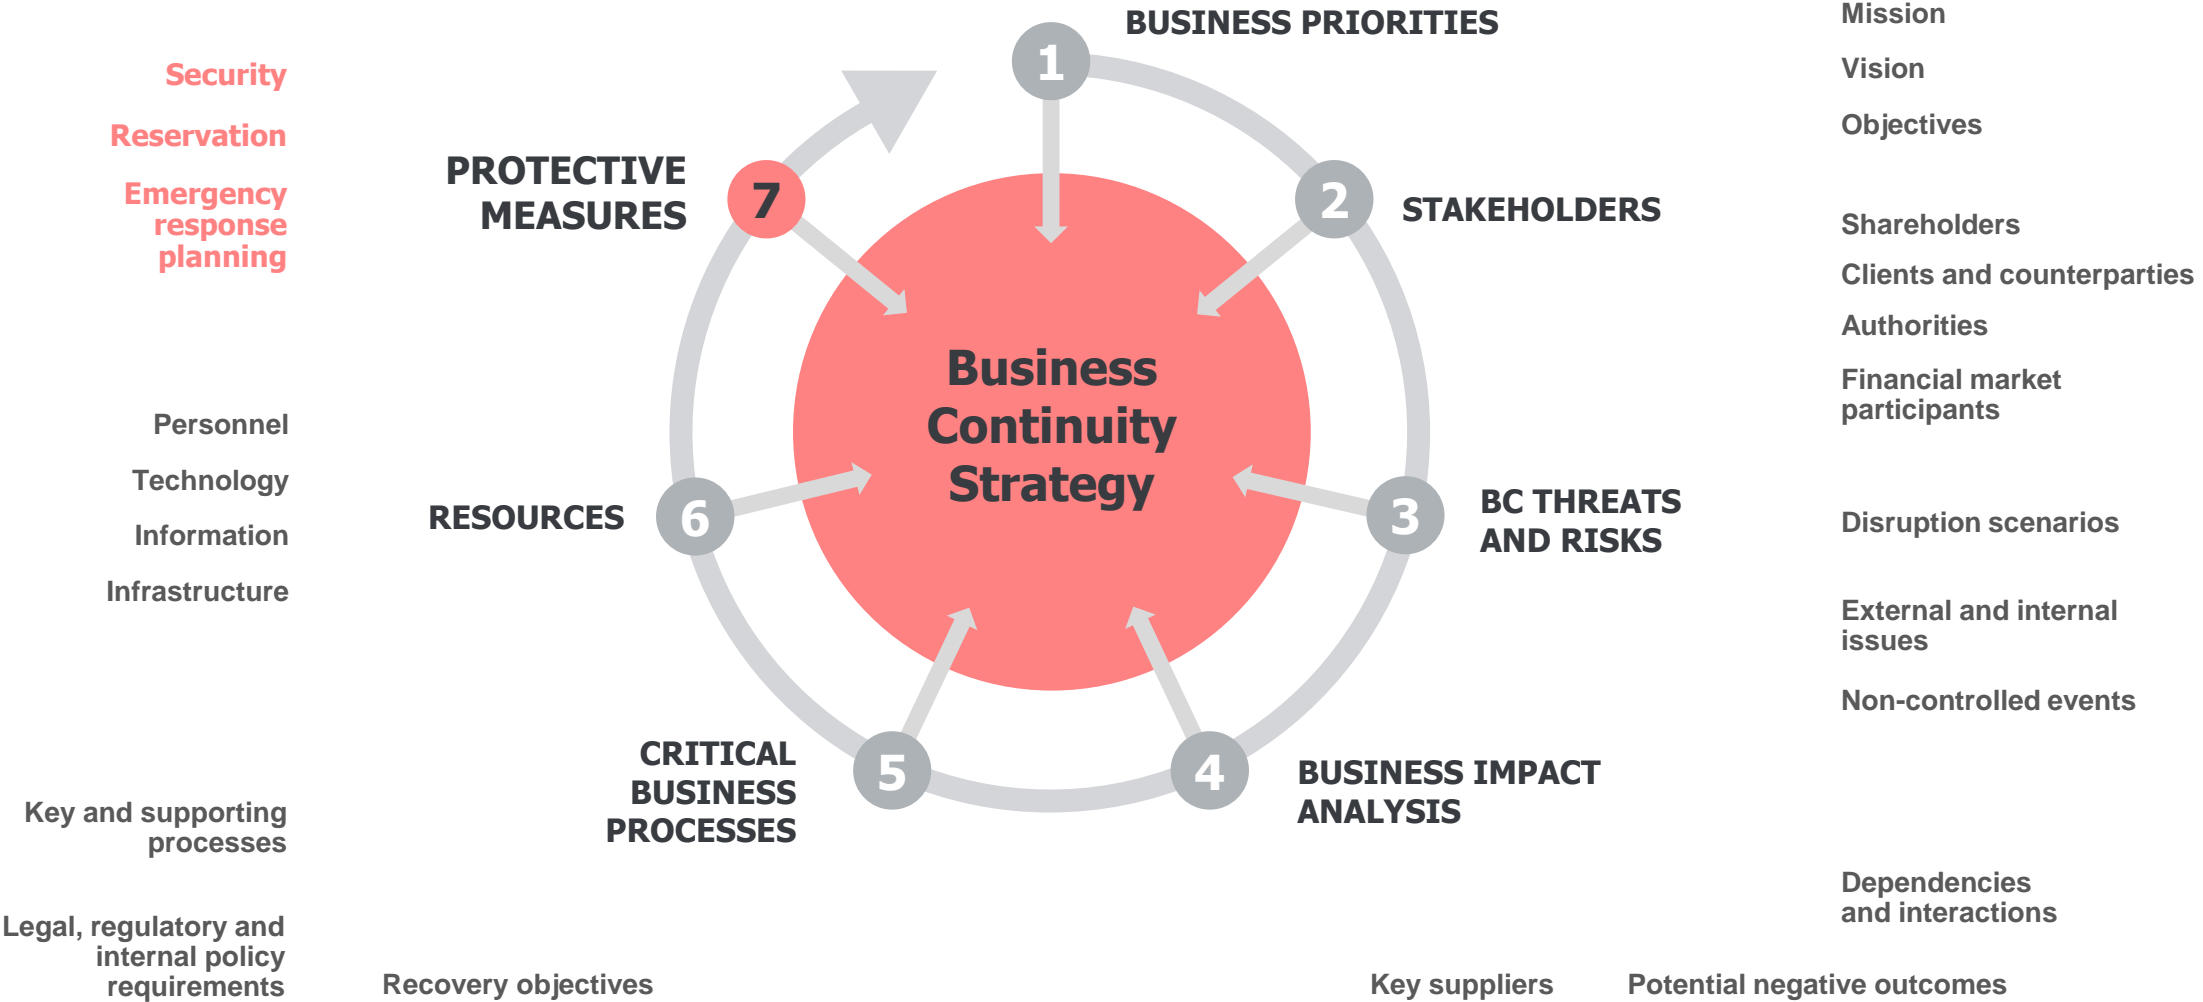 BUSINESS PRIORITIES
Mission
Vision
Objectives
1
Security
Reservation
Emergency
response
planning
PROTECTIVE
MEASURES
7
2
STAKEHOLDERS
Shareholders
Clients and counterparties
Authorities
Financial market
participants
Business
Continuity
Strategy
Personnel
Technology
Information
Infrastructure
RESOURCES
6
3
BC THREATS
AND RISKS
Disruption scenarios
External and internal
issues
Non-controlled events
CRITICAL
BUSINESS
PROCESSES
5
4
BUSINESS IMPACT
ANALYSIS
Key and supporting
processes
Legal, regulatory and
internal policy
requirements
Recovery objectives
Dependencies
and interactions
Key suppliers
Potential negative outcomes